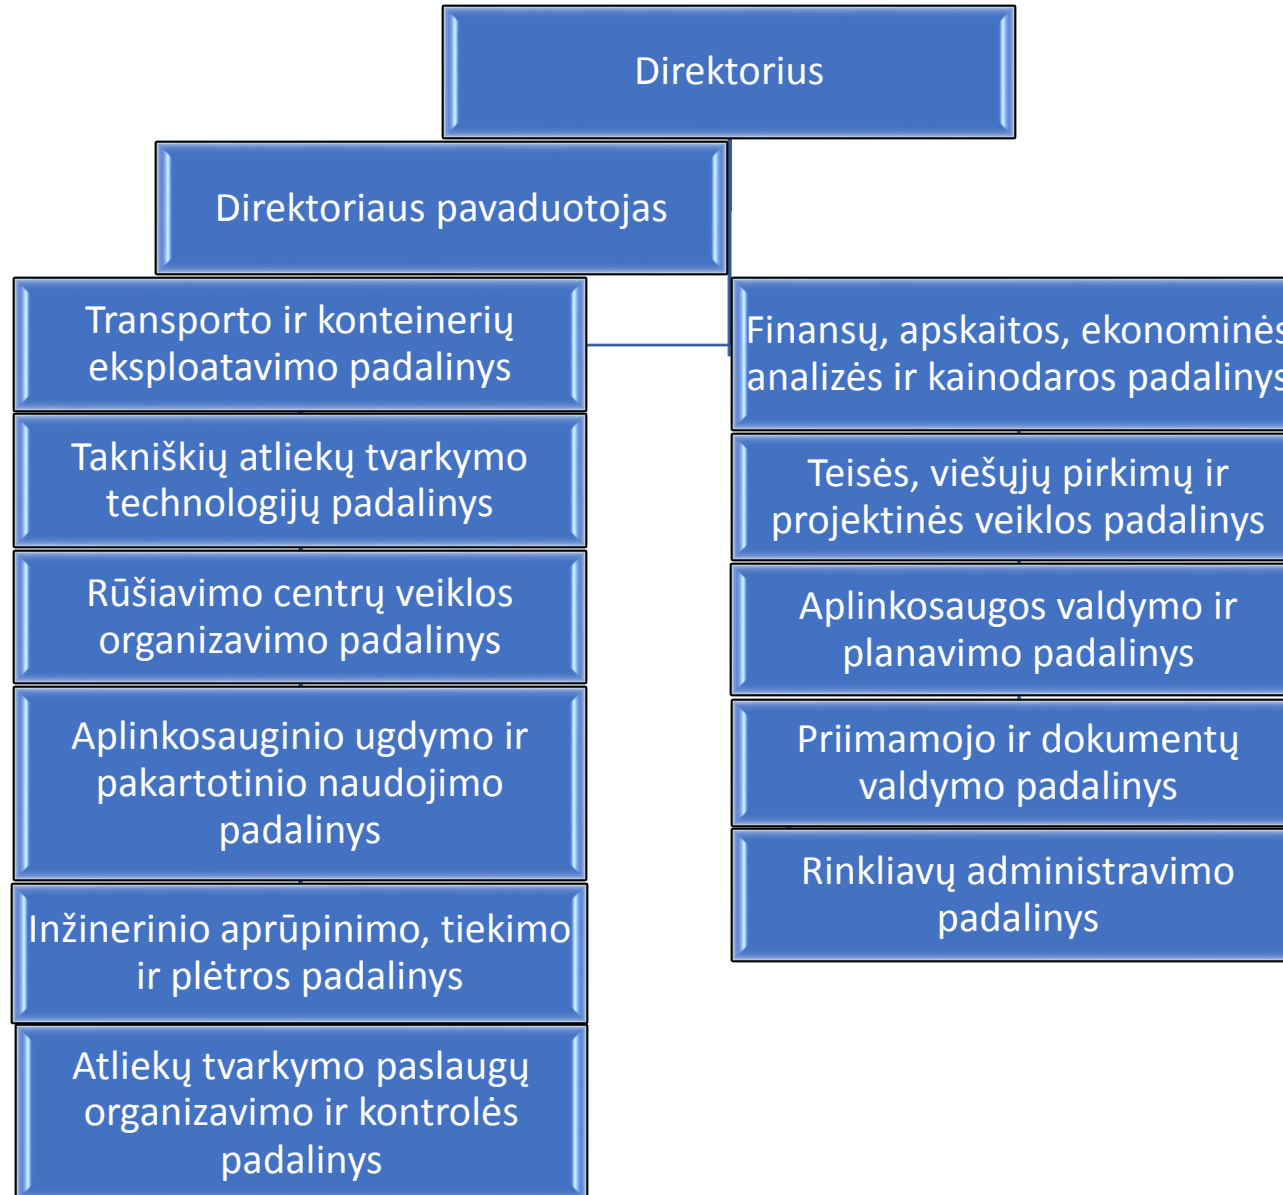 Direktorius
Direktoriaus pavaduotojas
Transporto ir konteinerių
eksploatavimo padalinys
Takniškių atliekų tvarkymo
technologijų padalinys
Rūšiavimo centrų veiklos
organizavimo padalinys
Aplinkosauginio ugdymo ir
pakartotinio naudojimo
padalinys
Inžinerinio aprūpinimo, tiekimo
ir plėtros padalinys
Atliekų tvarkymo paslaugų
organizavimo ir kontrolės
padalinys
Finansų, apskaitos, ekonominės
analizės ir kainodaros padalinys
Teisės, viešųjų pirkimų ir
projektinės veiklos padalinys
Aplinkosaugos valdymo ir
planavimo padalinys
Priimamojo ir dokumentų
valdymo padalinys
Rinkliavų administravimo
padalinys